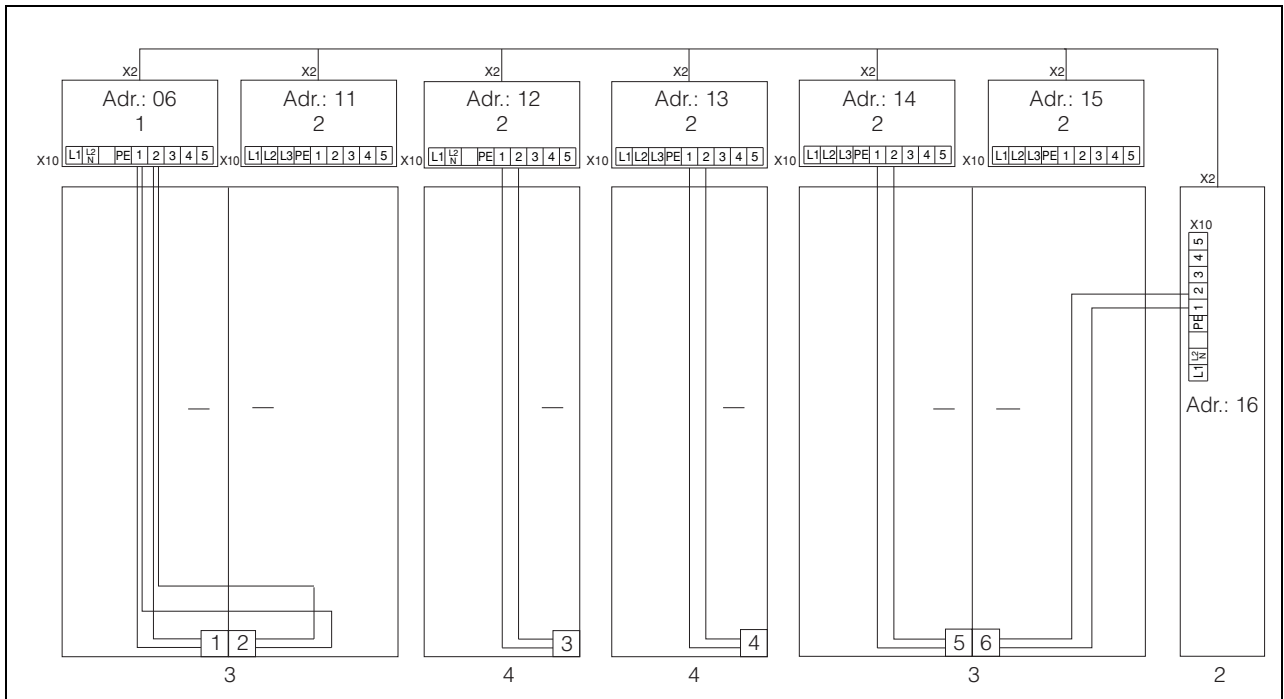 X2 X2 X2 X2 X2 X2
Adr.: 06 Adr.: 11 Adr.: 12 Adr.: 13 Adr.: 14 Adr.: 15
1 2 2 2 2 2
X10 L1 L2 N PE 1 2 3 4 5
X10 L1 L2 L3 PE 1 2 3 4 5
X10 L1 L2 N PE 1 2 3 4 5
X10 L1 L2 L3 PE 1 2 3 4 5
X10 L1 L2 L3 PE 1 2 3 4 5
X10 L1 L2 L3 PE 1 2 3 4 5
X2
X10
L1 L2 N PE 1 2 3 4 5
Adr.: 16
1 2 3 4 5 6
3 4 4 3 2